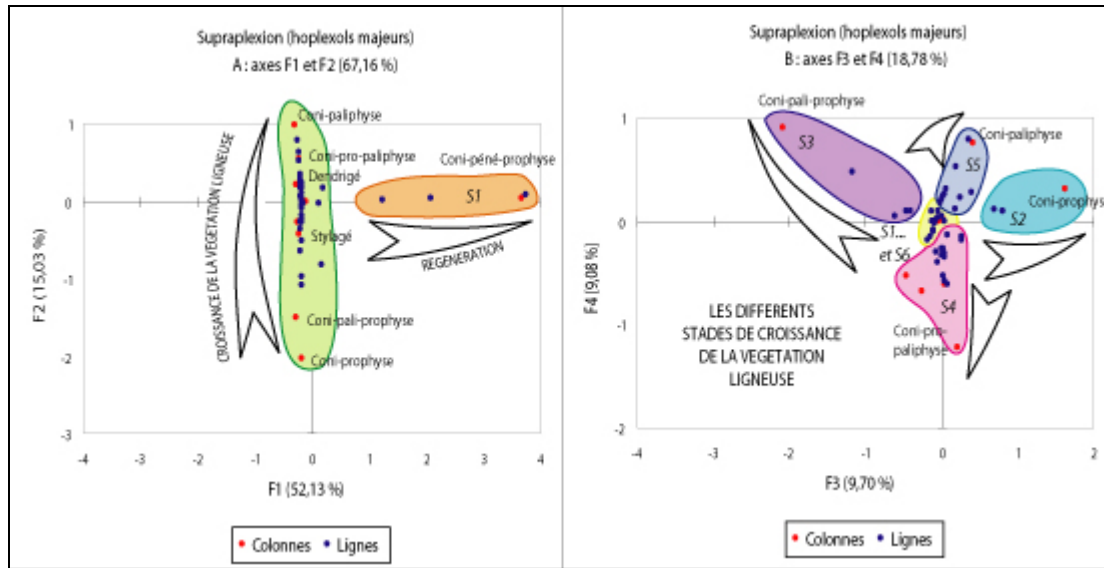 Supraplexion (hoplexols majeurs)
A : axes F1 et F2 (67,16 %)
CROISSANCE DE LA VEGETATION LIGNEUSE
Coni-paliphyse
Coni-pro-paliphyse
Dendrigé
Coni-péné-prophyse
S1
Stylagé
REGENERATION
Coni-pali-prophyse
Coni-prophyse
F2 (15,03 %)
1
0
-1
-2
-3
-4 -2 -1 0 1 2 3 4
F1 (52,13 %)
Colonnes Lignes
Supraplexion (hoplexols majeurs)
B : axes F3 et F4 (18,78 %)
Coni-pali-prophyse
S3
Coni-paliphyse
S5
Coni-prophyse
S2
S1...
et S6
S4
Coni-pro-
paliphyse
LES DIFFERENTS
STADES DE CROISSANCE
DE LA VEGETATION
LIGNEUSE
F4 (9,08 %)
1
0
-1
-2
-4 -2 -1 0 1 2
F3 (9,70 %)
Colonnes Lignes